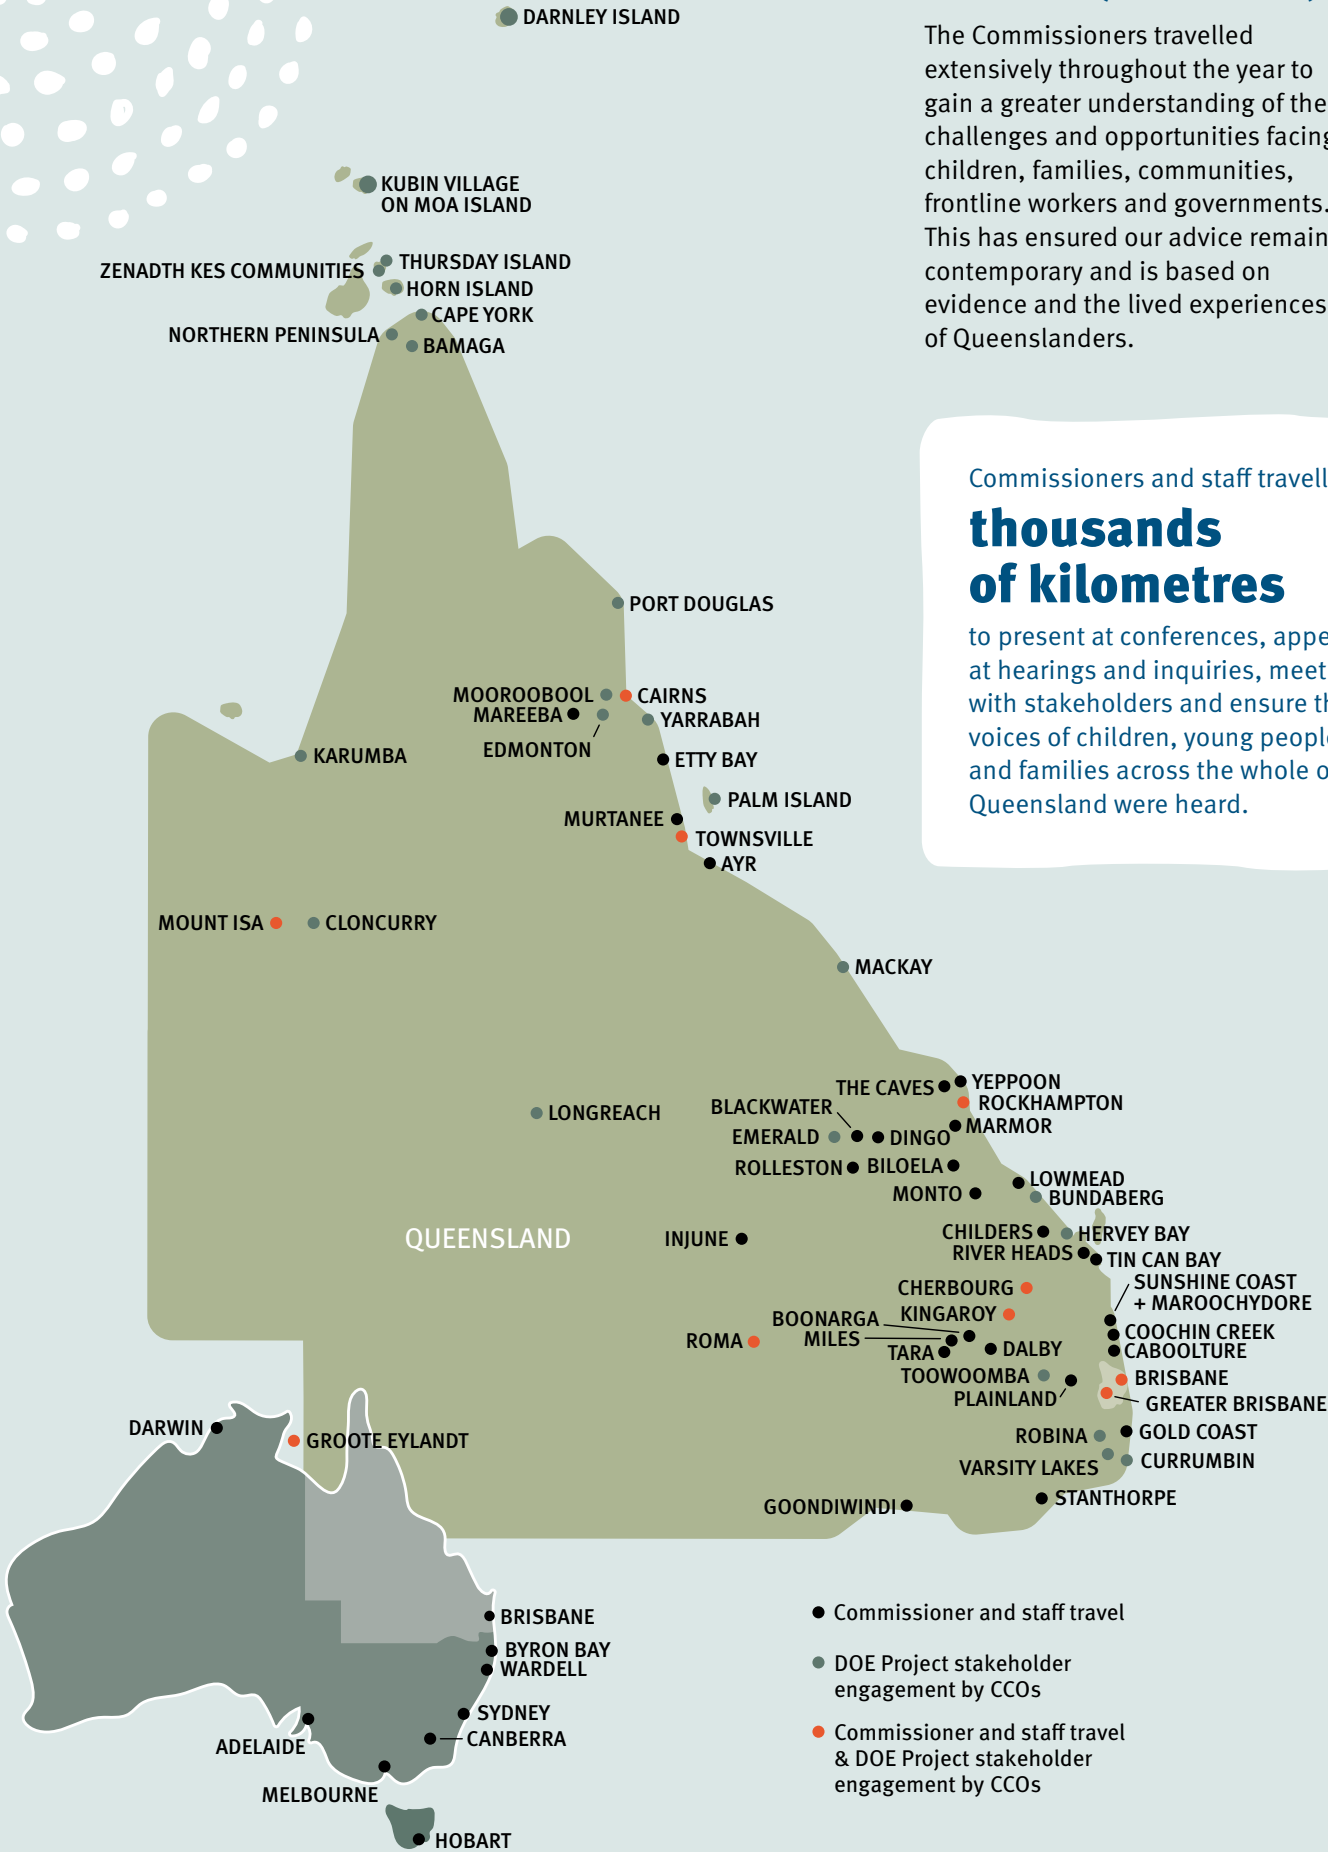 DARNLEY ISLAND
The Commissioners travelled
extensively throughout the year to
gain a greater understanding of the
challenges and opportunities facing
children, families, communities,
frontline workers and governments.
This has ensured our advice remain
contemporary and is based on
evidence and the lived experiences
of Queenslanders.
KUBIN VILLAGE
ON MOA ISLAND
ZENADTH KES COMMUNITIES
THURSDAY ISLAND
HORN ISLAND
CAPE YORK
NORTHERN PENINSULA
BAMAGA
Commissioners and staff travell
thousands
of kilometres
to present at conferences, appe
at hearings and inquiries, meet
with stakeholders and ensure th
voices of children, young people
and families across the whole o
Queensland were heard.
PORT DOUGLAS
MOOROOBOOL
CAIRNS
MAREEBA
YARRABAH
EDMONTON
KARUMBA
ETTY BAY
PALM ISLAND
MURTANEE
TOWNSVILLE
AYR
MOUNT ISA
CLONCURRY
MACKAY
THE CAVES
YEPPOON
ROCKHAMPTON
BLACKWATER
LONGREACH
MARMOR
EMERALD
DINGO
ROLLESTON
BILOELA
LOWMEAD
MONTO
BUNDABERG
QUEENSLAND
INJUNE
CHILDERS
HERVEY BAY
RIVER HEADS
TIN CAN BAY
SUNSHINE COAST
+ MAROOCHYDORE
CHERBOURG
KINGAROY
BOONARGA
MILES
ROMA
TARA
DALBY
COOCHIN CREEK
CABOOLTURE
TOOWOOMBA
PLAINLAND
BRISBANE
GREATER BRISBANE
ROBINA
GOLD COAST
VARSITY LAKES
CURRUMBIN
STANTHORPE
GOONDIWINDI
DARWIN
GROOTE EYLANDT
BRISBANE
BYRON BAY
WARDELL
SYDNEY
CANBERRA
ADELAIDE
MELBOURNE
HOBART
Commissioner and staff travel
DOE Project stakeholder
engagement by CCOs
Commissioner and staff travel
& DOE Project stakeholder
engagement by CCOs